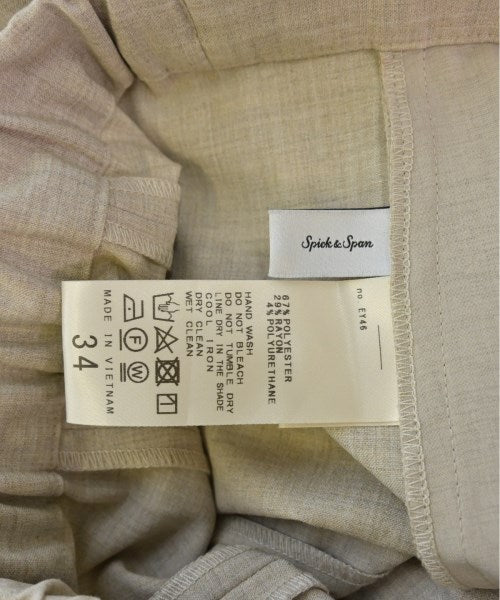 Spick & Span
no. EY46
67% POLYESTER
29% RAYON
4% POLYURETHANE
HAND WASH
DO NOT BLEACH
DO NOT TUMBLE DRY
LINE DRY IN THE SHADE
COOL IRON
DRY CLEAN
WET CLEAN
F
W
MADE IN VIETNAM
34